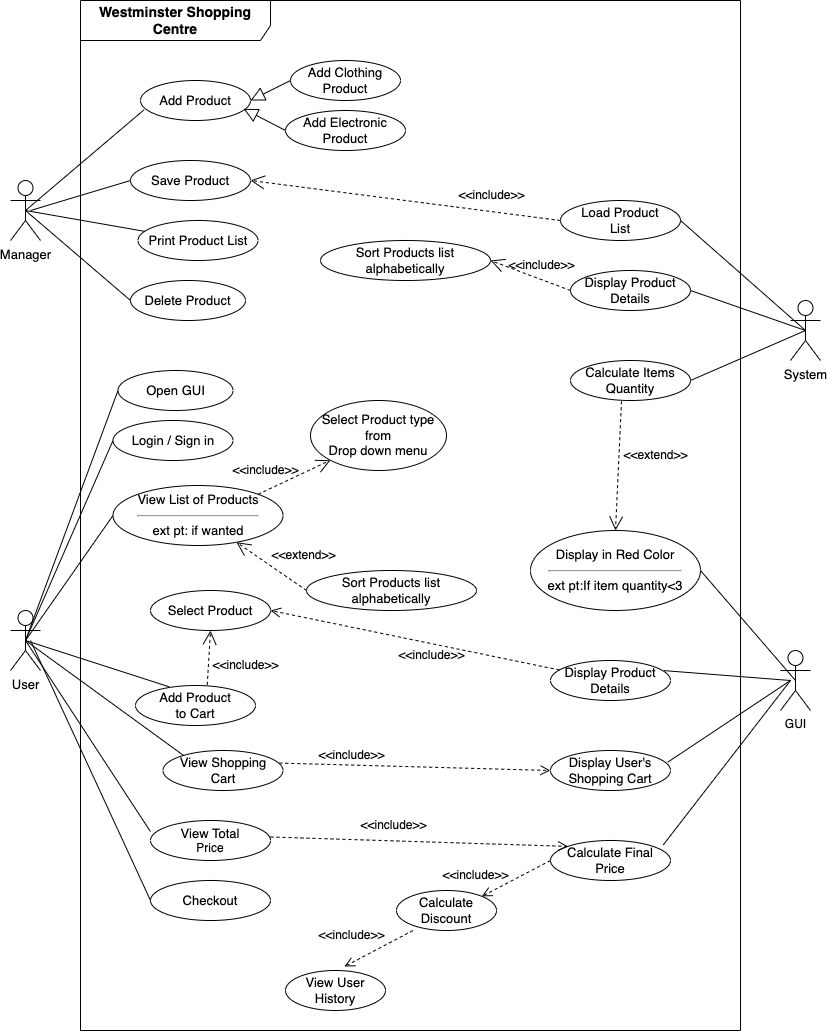 Westminster Shopping
Centre
Add Clothing
Product
Add Product
Add Electronic
Product
Save Product
<<include>>
Load Product
List
Manager
Print Product List
Sort Products list
alphabetically
<<include>>
Display Product
Details
Delete Product
System
Calculate Items
Quantity
Open GUI
Login / Sign in
Select Product type
from
Drop down menu
<<include>>
<<extend>>
View List of Products
ext pt: if wanted
<<extend>>
Display in Red Color
ext pt:If item quantity<3
Sort Products list
alphabetically
Select Product
User
<<include>>
<<include>>
Display Product
Details
Add Product
to Cart
GUI
View Shopping
Cart
<<include>>
Display User's
Shopping Cart
View Total
Price
<<include>>
Calculate Final
Price
<<include>>
Checkout
Calculate
Discount
<<include>>
View User
History